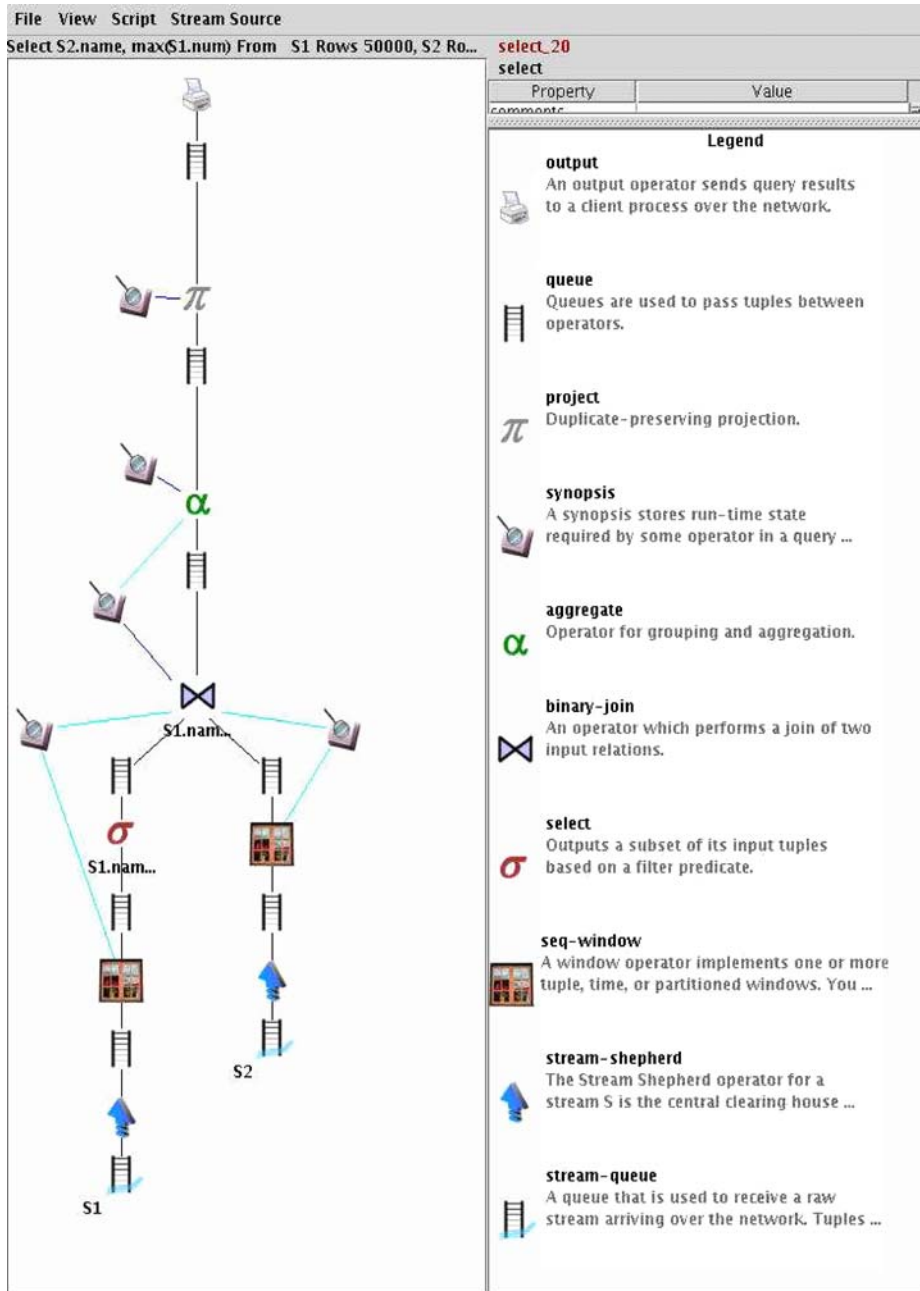 File View Script Stream Source
Select S2.name, max(S1.num) From S1 Rows 50000, S2 Ro...
select_20
select
Property Value
comments
Legend
output
An output operator sends query results
to a client process over the network.
queue
Queues are used to pass tuples between
operators.
project
Duplicate-preserving projection.
synopsis
A synopsis stores run-time state
required by some operator in a query ...
aggregate
Operator for grouping and aggregation.
binary-join
An operator which performs a join of two
input relations.
select
Outputs a subset of its input tuples
based on a filter predicate.
seq-window
A window operator implements one or more
tuple, time, or partitioned windows. You ...
stream-shepherd
The Stream Shepherd operator for a
stream S is the central clearing house ...
stream-queue
A queue that is used to receive a raw
stream arriving over the network. Tuples ...
π
α
S1.nam...
σ
S1.nam...
S2
S1
π
α
σ